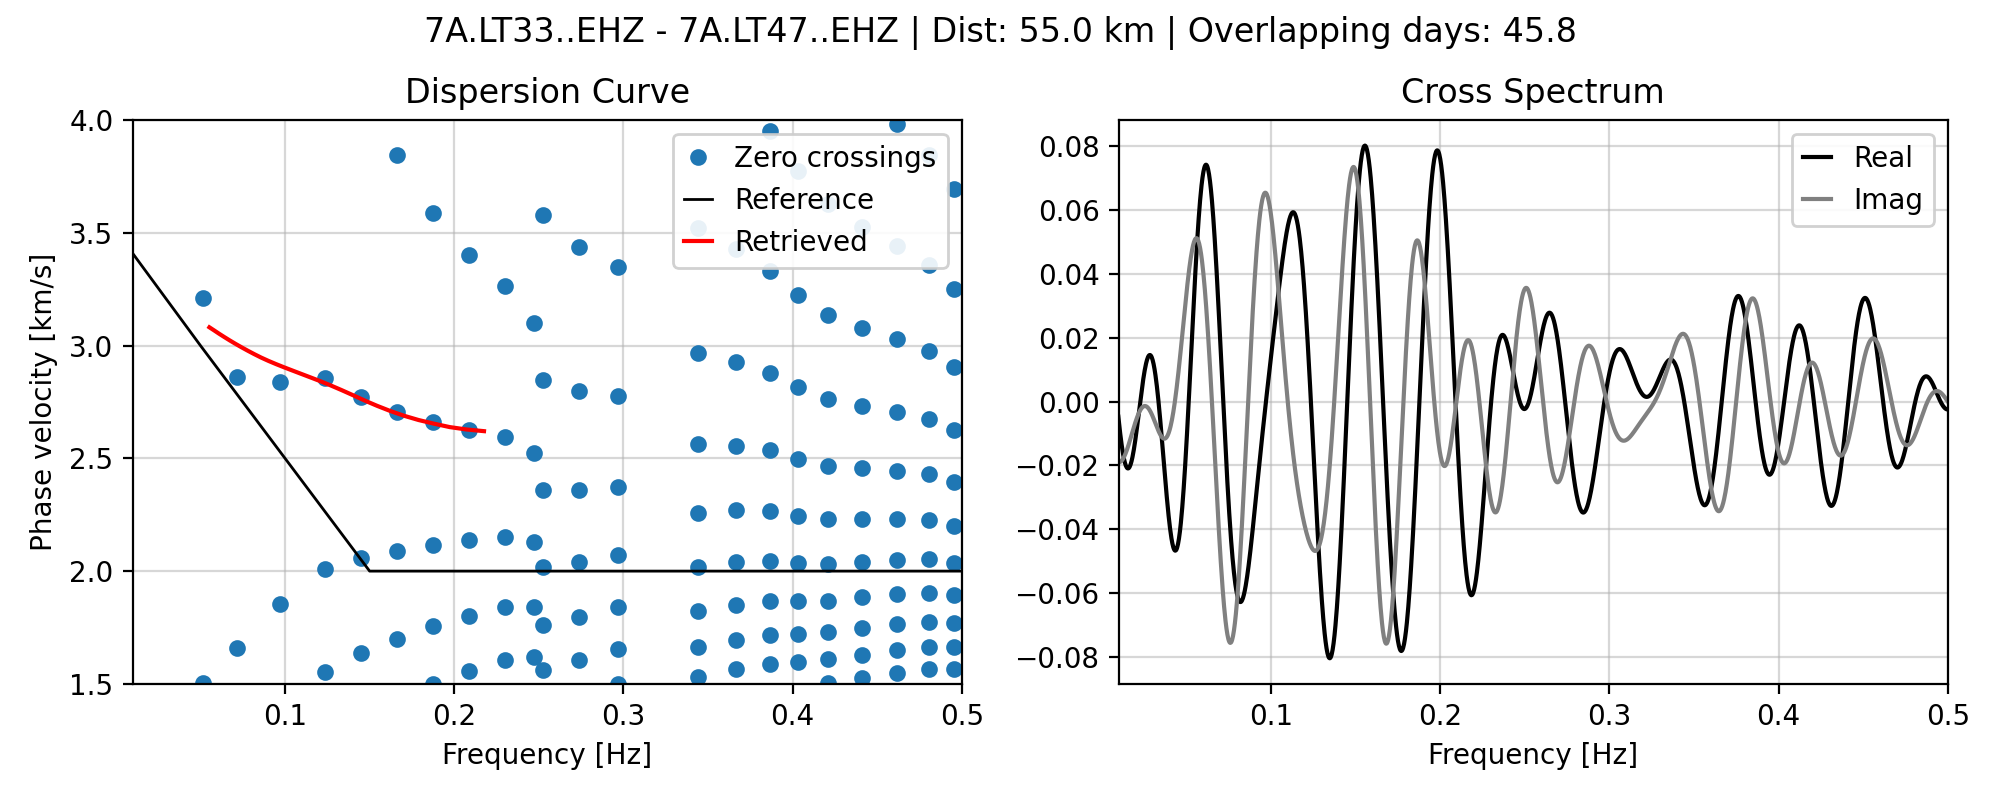 7A.LT33..EHZ - 7A.LT47..EHZ | Dist: 55.0 km | Overlapping days: 45.8
Dispersion Curve
4.0
3.5
3.0
2.5
2.0
1.5
Phase velocity [km/s]
0.1
0.2
0.3
0.4
0.5
Frequency [Hz]
Zero crossings
Reference
Retrieved
Cross Spectrum
0.08
0.06
0.04
0.02
0.00
−0.02
−0.04
−0.06
−0.08
0.1
0.2
0.3
0.4
0.5
Frequency [Hz]
Real
Imag